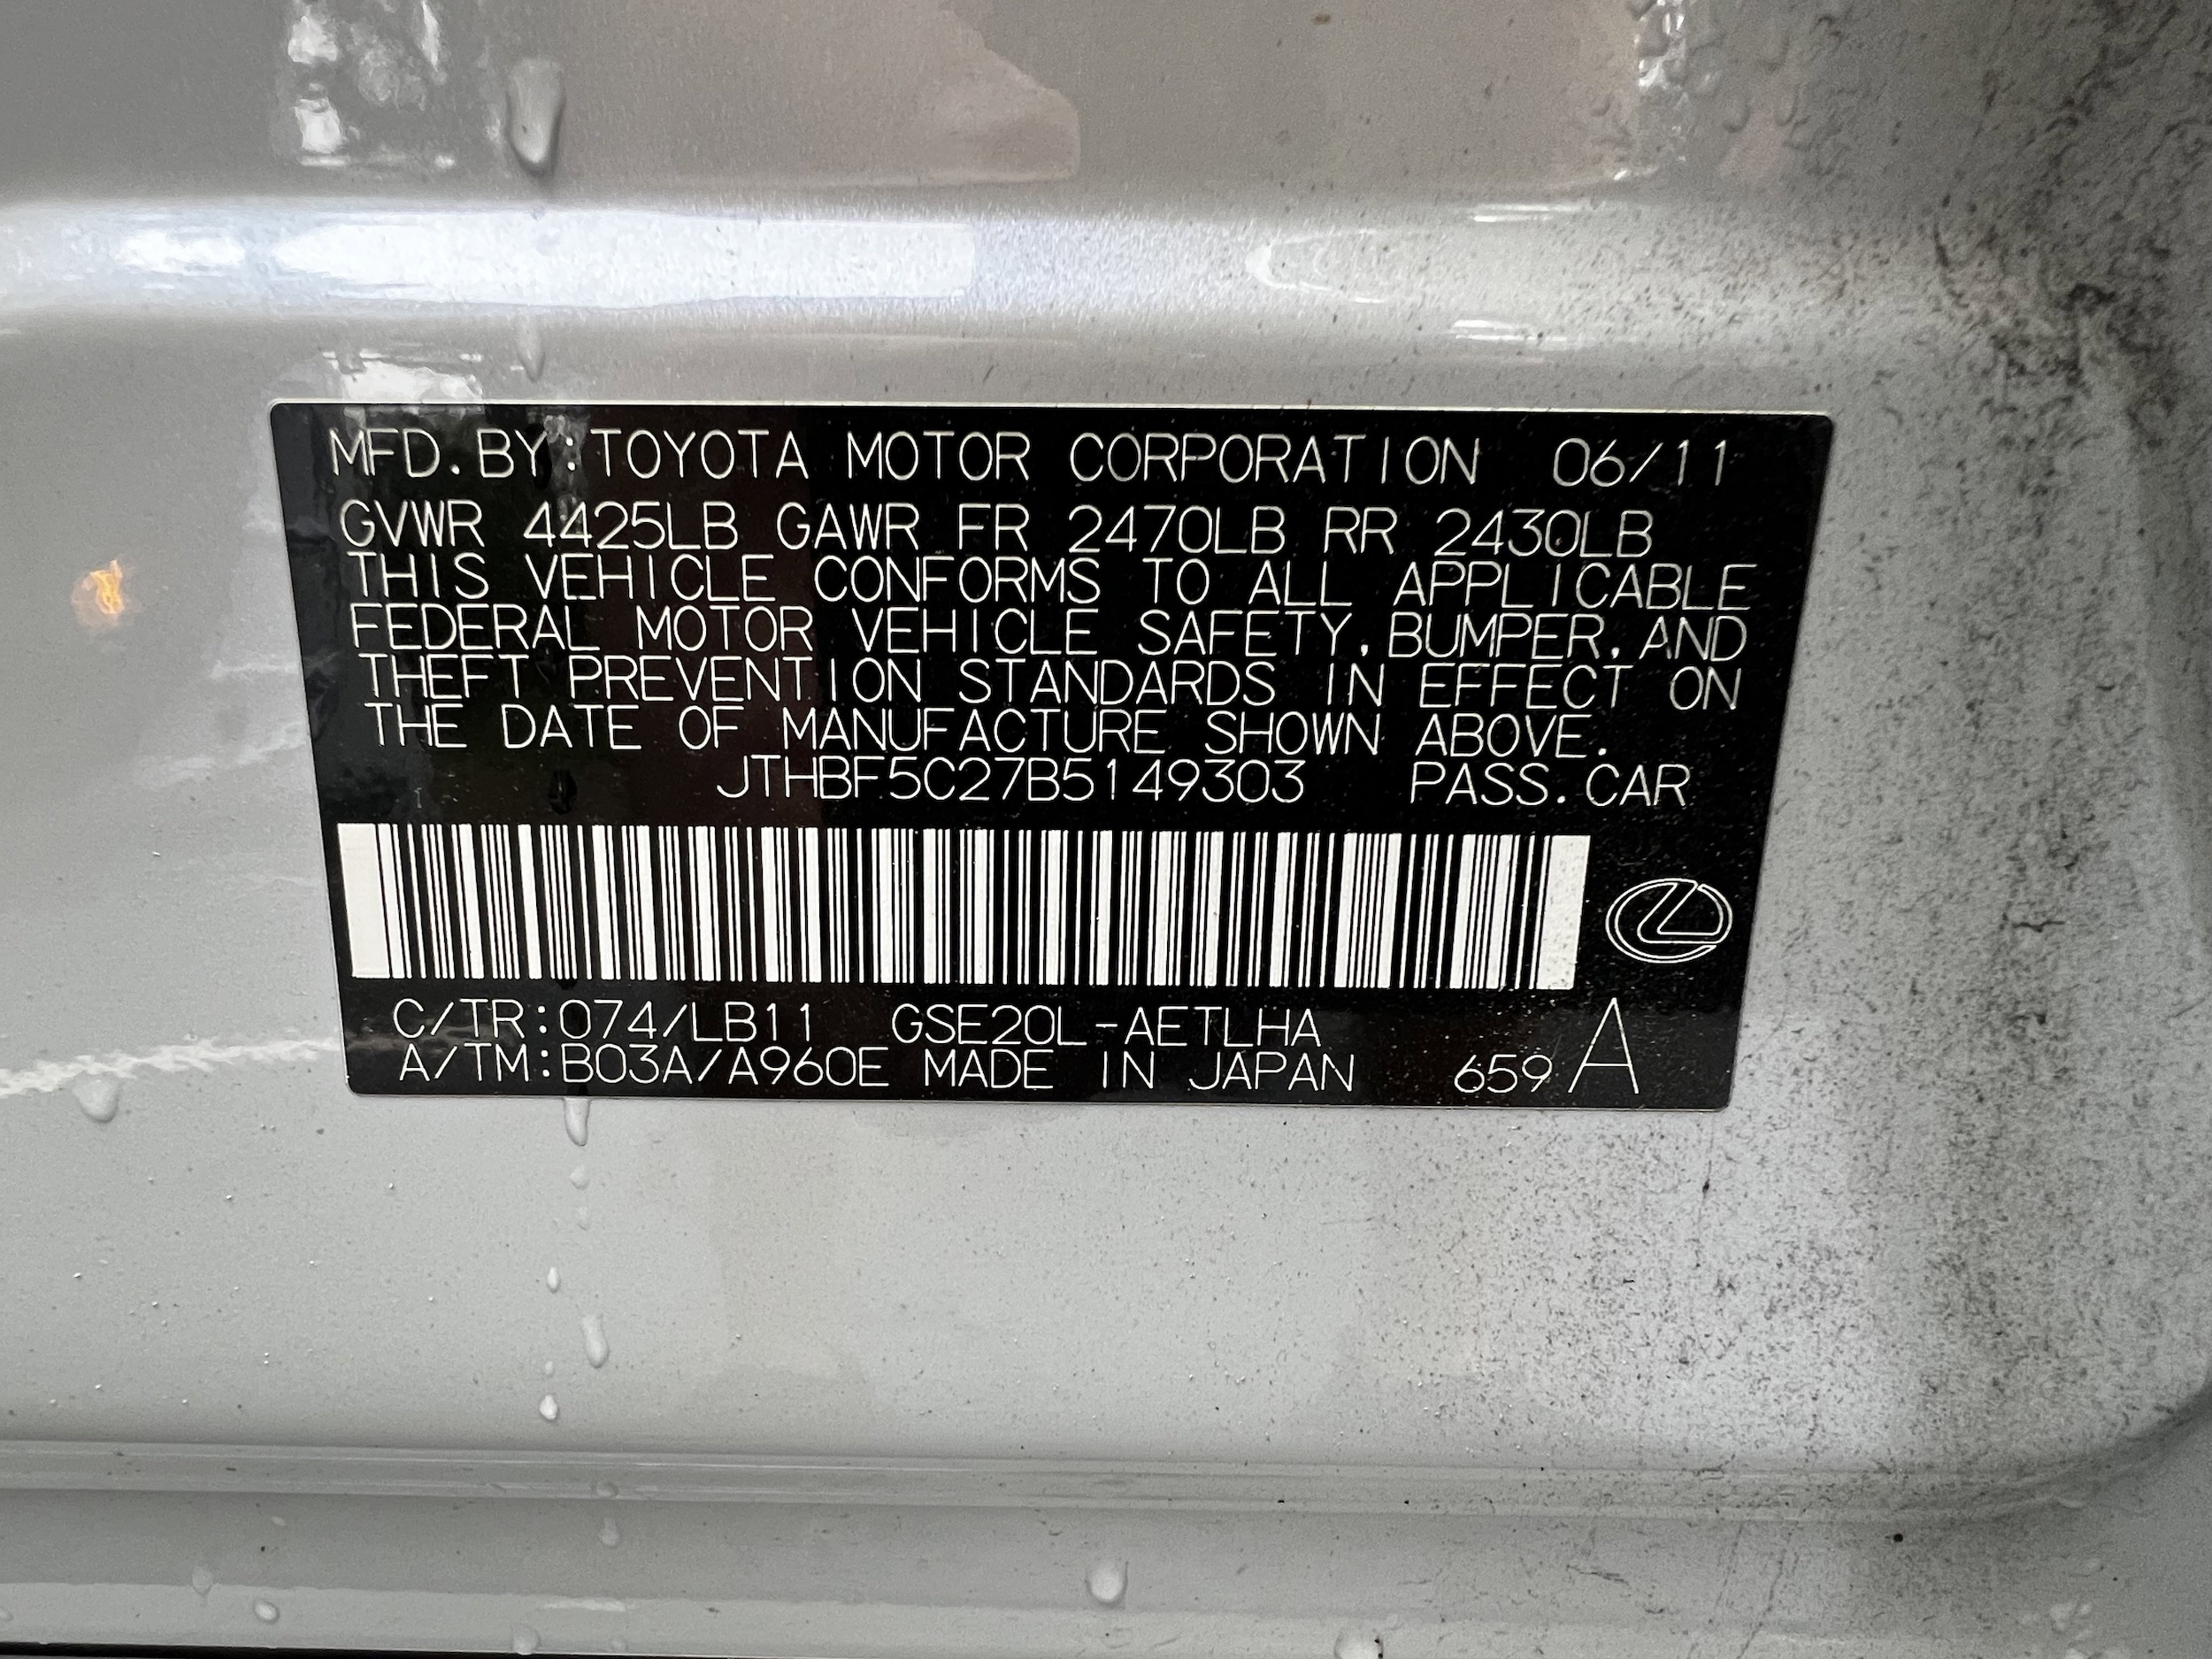 MFD.BY:TOYOTA MOTOR CORPORATION 06/11
GVWR 4425LB GAWR FR 2470LB RR 2430LB
THIS VEHICLE CONFORMS TO ALL APPLICABLE
FEDERAL MOTOR VEHICLE SAFETY,BUMPER,AND
THEFT PREVENTION STANDARDS IN EFFECT ON
THE DATE OF MANUFACTURE SHOWN ABOVE.
JTHBF5C27B5149303 PASS.CAR
C/TR:074/LB11 GSE20L-AETLHA
A/TM:B03A/A960E MADE IN JAPAN 659 A